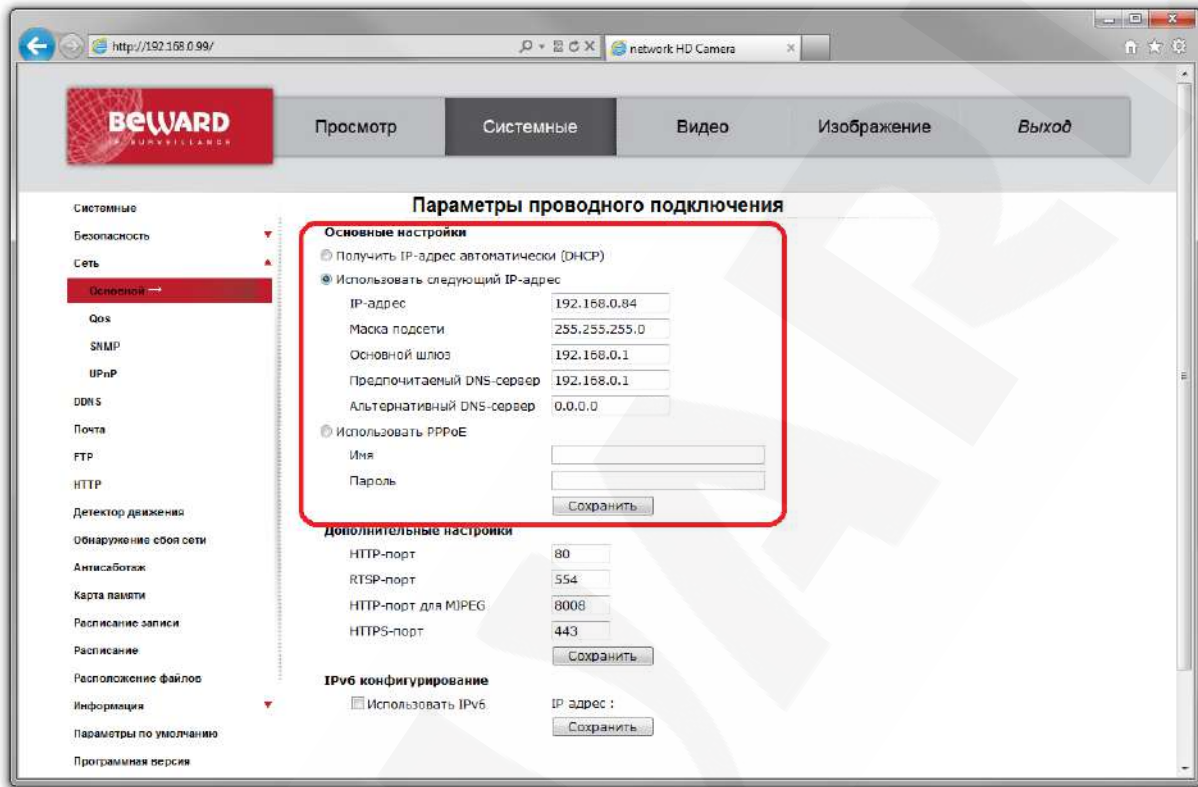 http://192.168.0.99/
network HD Camera
BEWARD
IP SURVEILLANCE
Просмотр
Системные
Видео
Изображение
Выход
Системные
Безопасность
Сеть
Основной →
Qos
SNMP
UPnP
DDNS
Почта
FTP
HTTP
Детектор движения
Обнаружение сбоя сети
Антисаботаж
Карта памяти
Расписание записи
Расписание
Расположение файлов
Информация
Параметры по умолчанию
Программная версия
Параметры проводного подключения
Основные настройки
Получить IP-адрес автоматически (DHCP)
Использовать следующий IP-адрес
IP-адрес 192.168.0.84
Маска подсети 255.255.255.0
Основной шлюз 192.168.0.1
Предпочитаемый DNS-сервер 192.168.0.1
Альтернативный DNS-сервер 0.0.0.0
Использовать PPPoE
Имя
Пароль
Сохранить
Дополнительные настройки
HTTP-порт 80
RTSP-порт 554
HTTP-порт для MJPEG 8008
HTTPS-порт 443
Сохранить
IPv6 конфигурирование
Использовать IPv6 IP адрес :
Сохранить